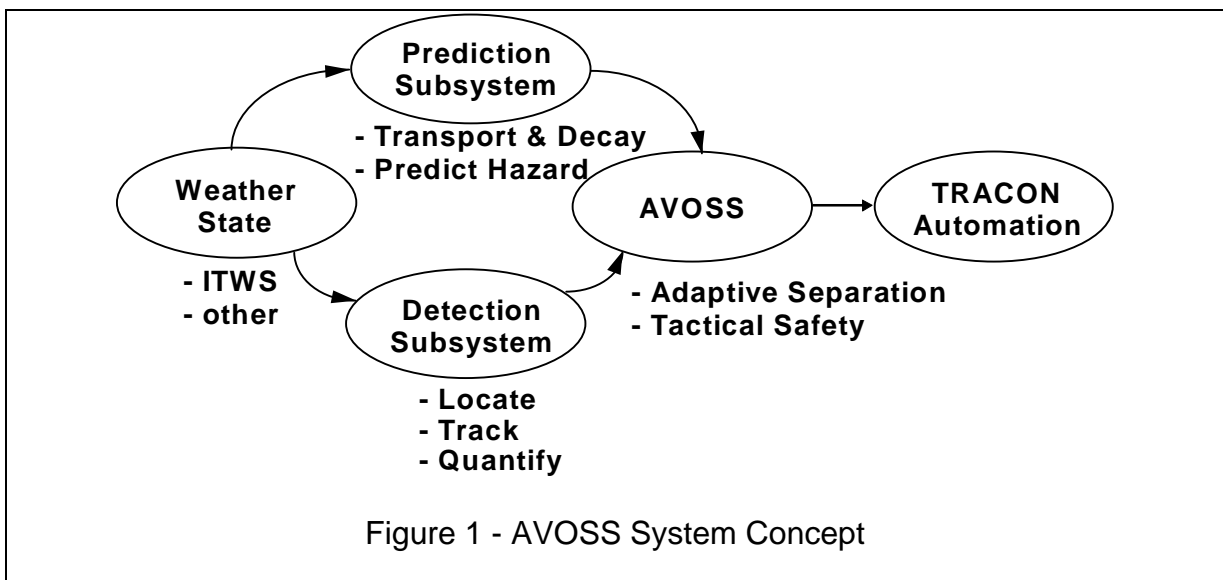 Prediction
Subsystem
- Transport & Decay
- Predict Hazard
Weather
State
- ITWS
- other
AVOSS
- Adaptive Separation
- Tactical Safety
TRACON
Automation
Detection
Subsystem
- Locate
- Track
- Quantify
Figure 1 - AVOSS System Concept